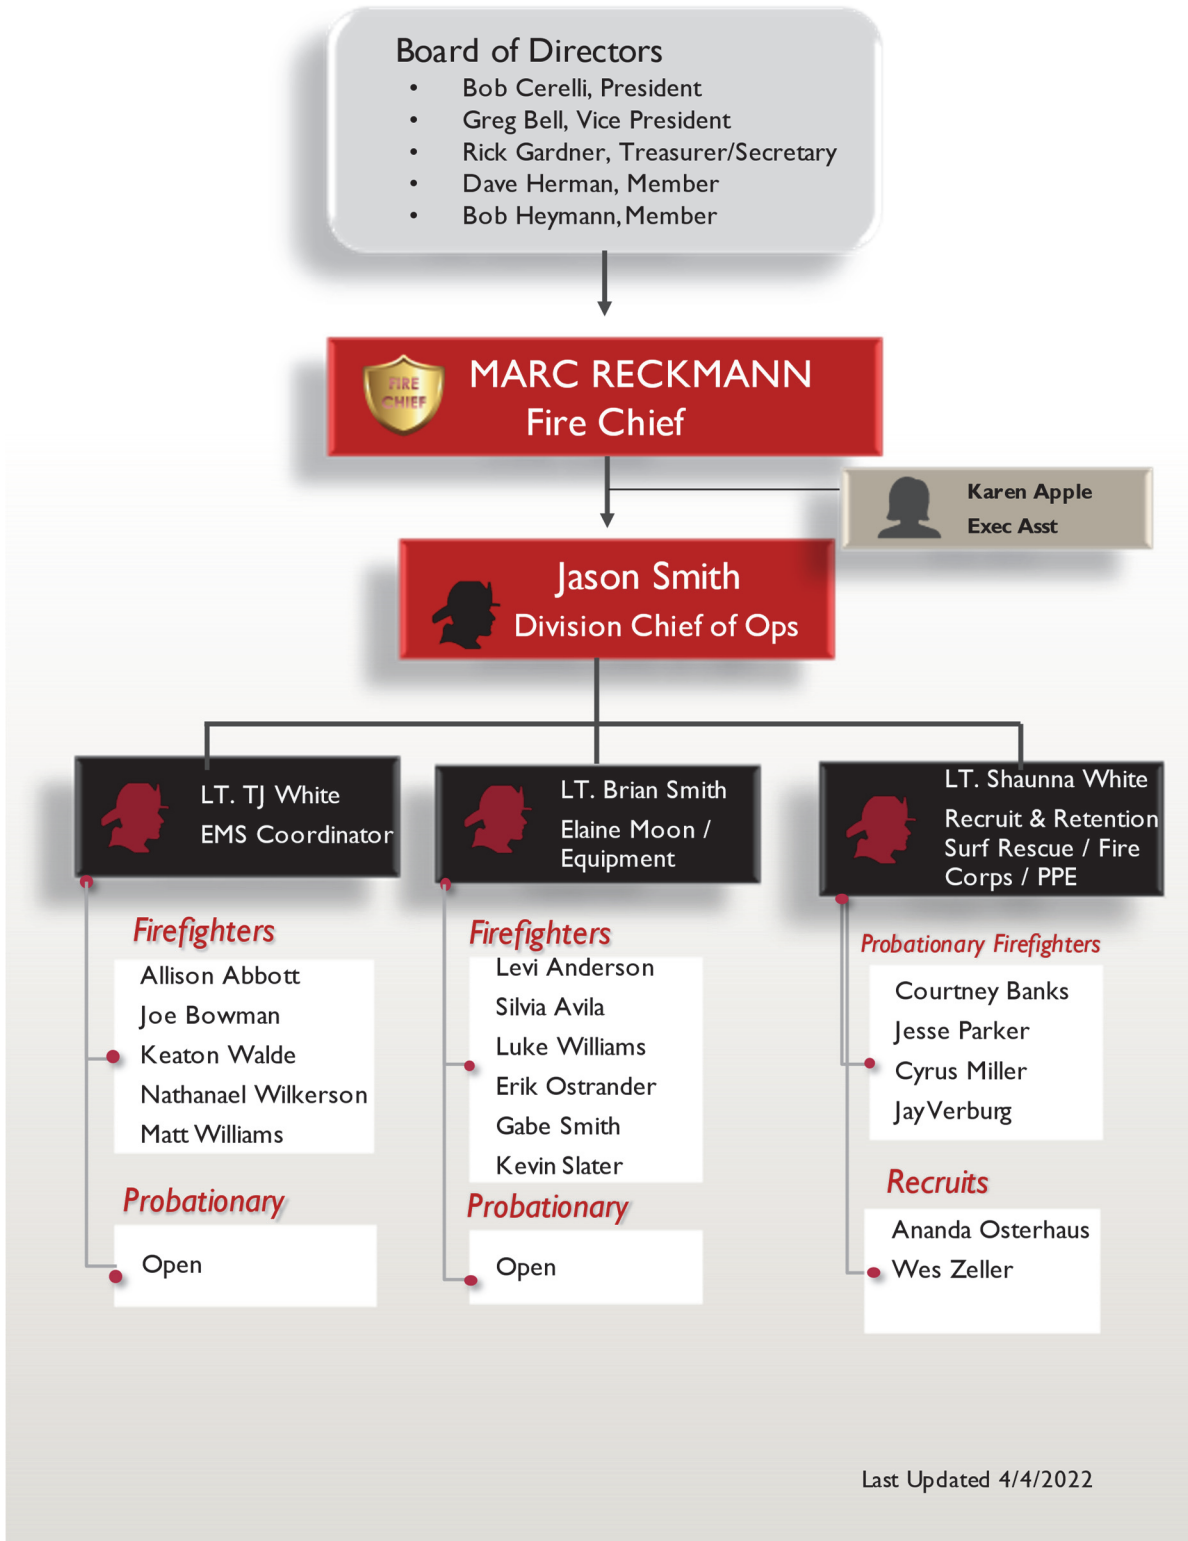 Board of Directors
• Bob Cerelli, President
• Greg Bell, Vice President
• Rick Gardner, Treasurer/Secretary
• Dave Herman, Member
• Bob Heymann, Member
FIRE
CHIEF
MARC RECKMANN
Fire Chief
Karen Apple
Exec Asst
Jason Smith
Division Chief of Ops
LT. TJ White
EMS Coordinator
Firefighters
Allison Abbott
Joe Bowman
Keaton Walde
Nathanael Wilkerson
Matt Williams
Probationary
Open
LT. Brian Smith
Elaine Moon /
Equipment
Firefighters
Levi Anderson
Silvia Avila
Luke Williams
Erik Ostrander
Gabe Smith
Kevin Slater
Probationary
Open
LT. Shaunna White
Recruit & Retention
Surf Rescue / Fire
Corps / PPE
Probationary Firefighters
Courtney Banks
Jesse Parker
Cyrus Miller
Jay Verburg
Recruits
Ananda Osterhaus
Wes Zeller
Last Updated 4/4/2022